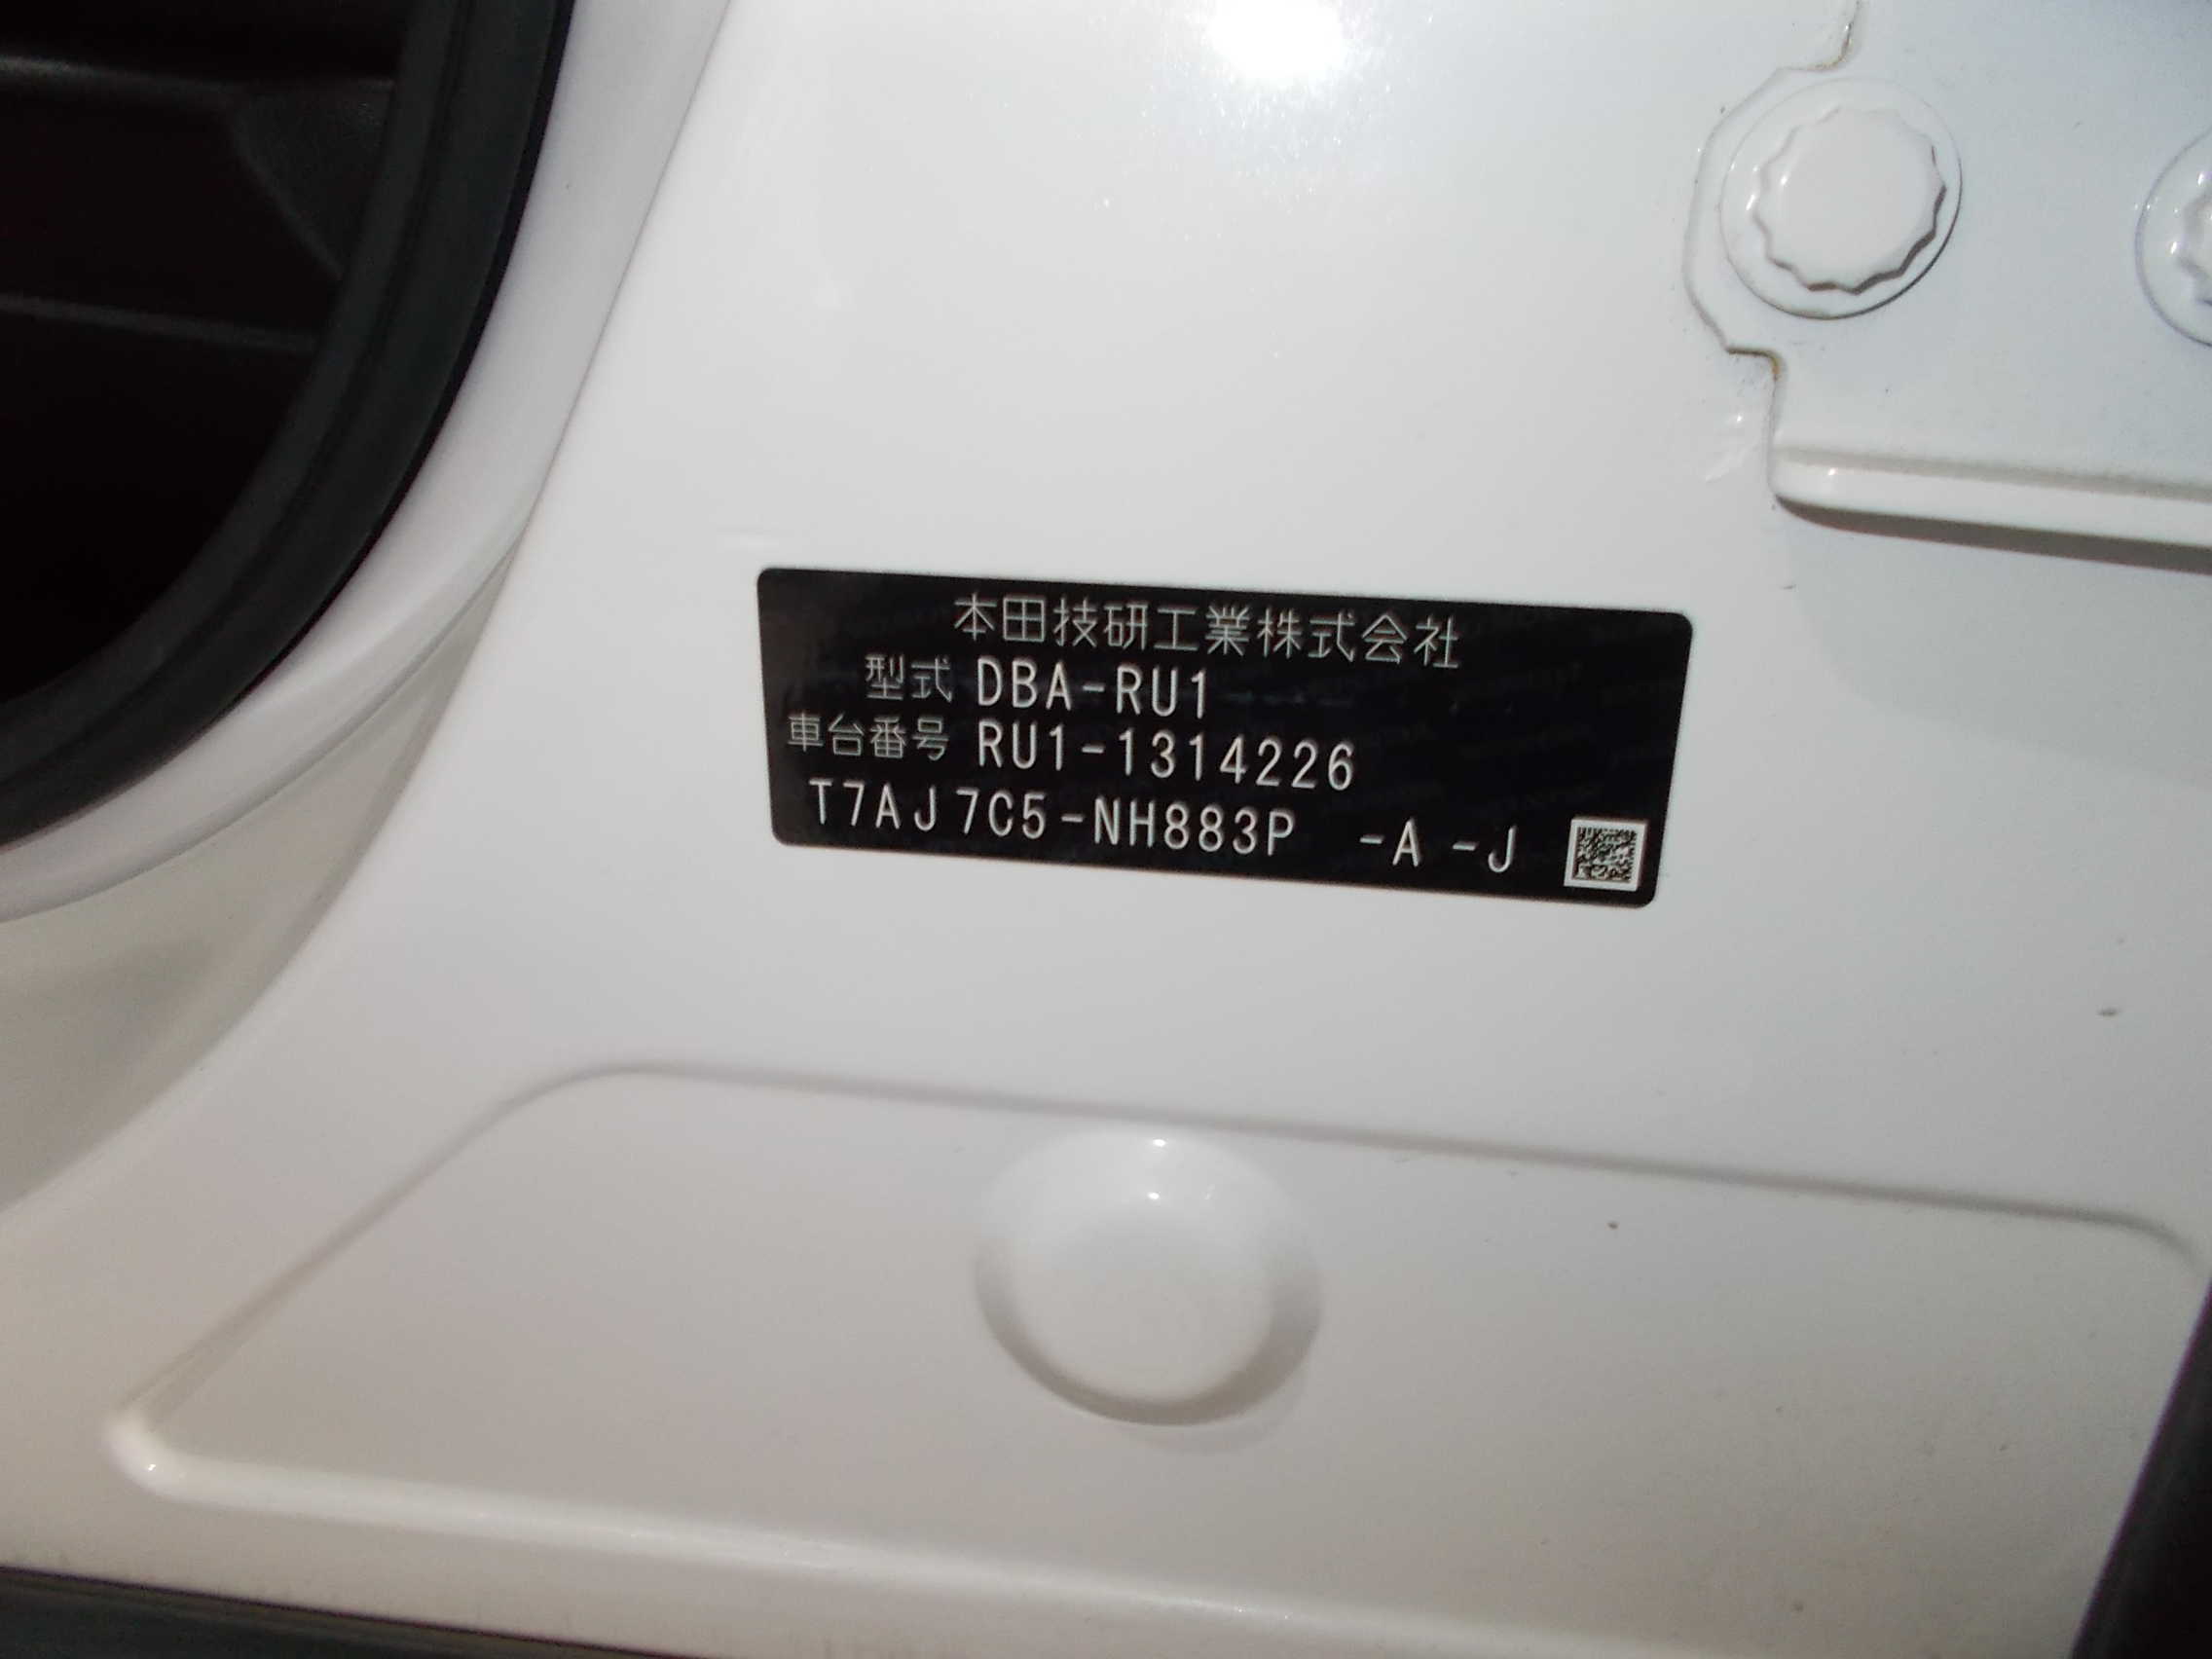 本田技研工業株式会社
型式 DBA-RU1
車台番号 RU1-1314226
T7AJ7C5-NH883P -A -J